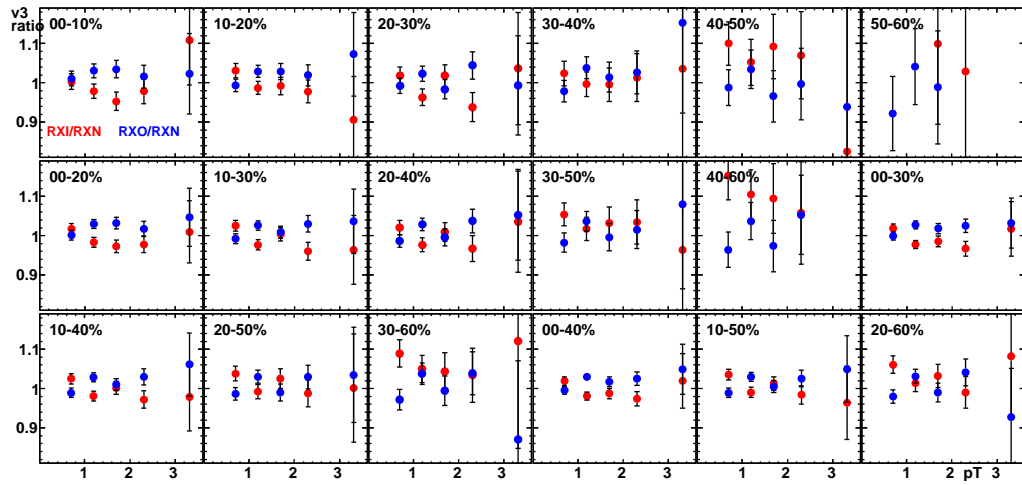 v3
ratio
00-10% 10-20% 20-30% 30-40% 40-50% 50-60%
1.1
1
0.9
RXI/RXN RXO/RXN
00-20% 10-30% 20-40% 30-50% 40-60% 00-30%
1.1
1
0.9
10-40% 20-50% 30-60% 00-40% 10-50% 20-60%
1.1
1
0.9
1 2 3 1 2 3 1 2 3 1 2 3 1 2 3 1 2 pT 3